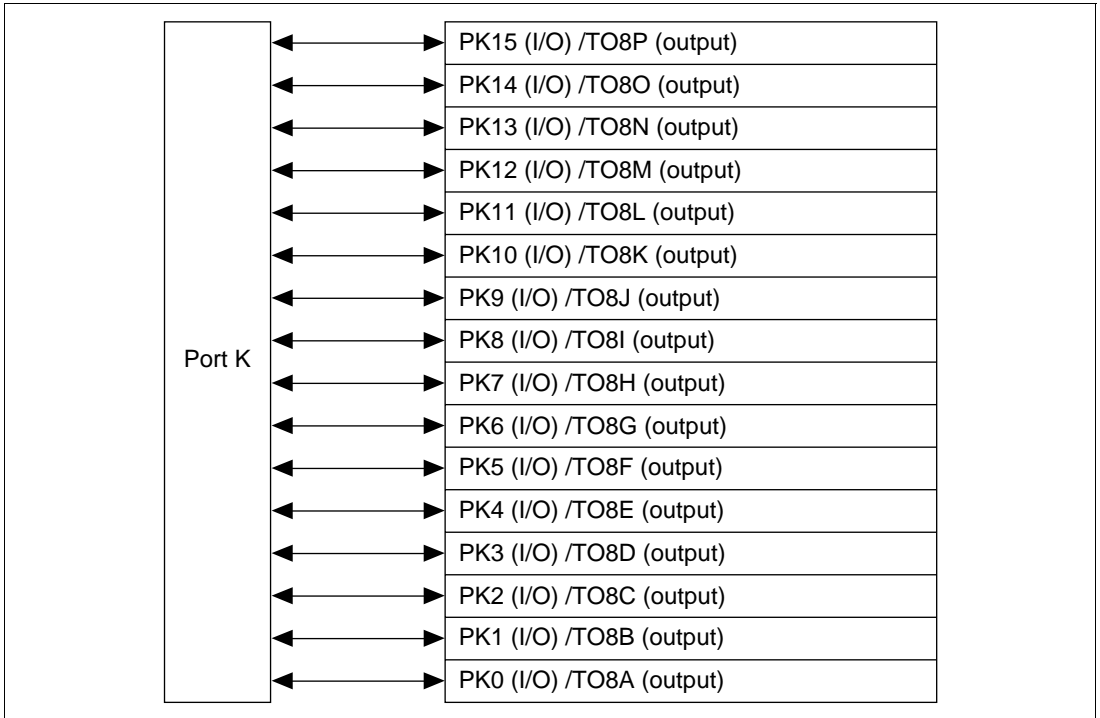 PK15 (I/O) /TO8P (output)
PK14 (I/O) /TO8O (output)
PK13 (I/O) /TO8N (output)
PK12 (I/O) /TO8M (output)
PK11 (I/O) /TO8L (output)
PK10 (I/O) /TO8K (output)
PK9 (I/O) /TO8J (output)
PK8 (I/O) /TO8I (output)
Port K
PK7 (I/O) /TO8H (output)
PK6 (I/O) /TO8G (output)
PK5 (I/O) /TO8F (output)
PK4 (I/O) /TO8E (output)
PK3 (I/O) /TO8D (output)
PK2 (I/O) /TO8C (output)
PK1 (I/O) /TO8B (output)
PK0 (I/O) /TO8A (output)